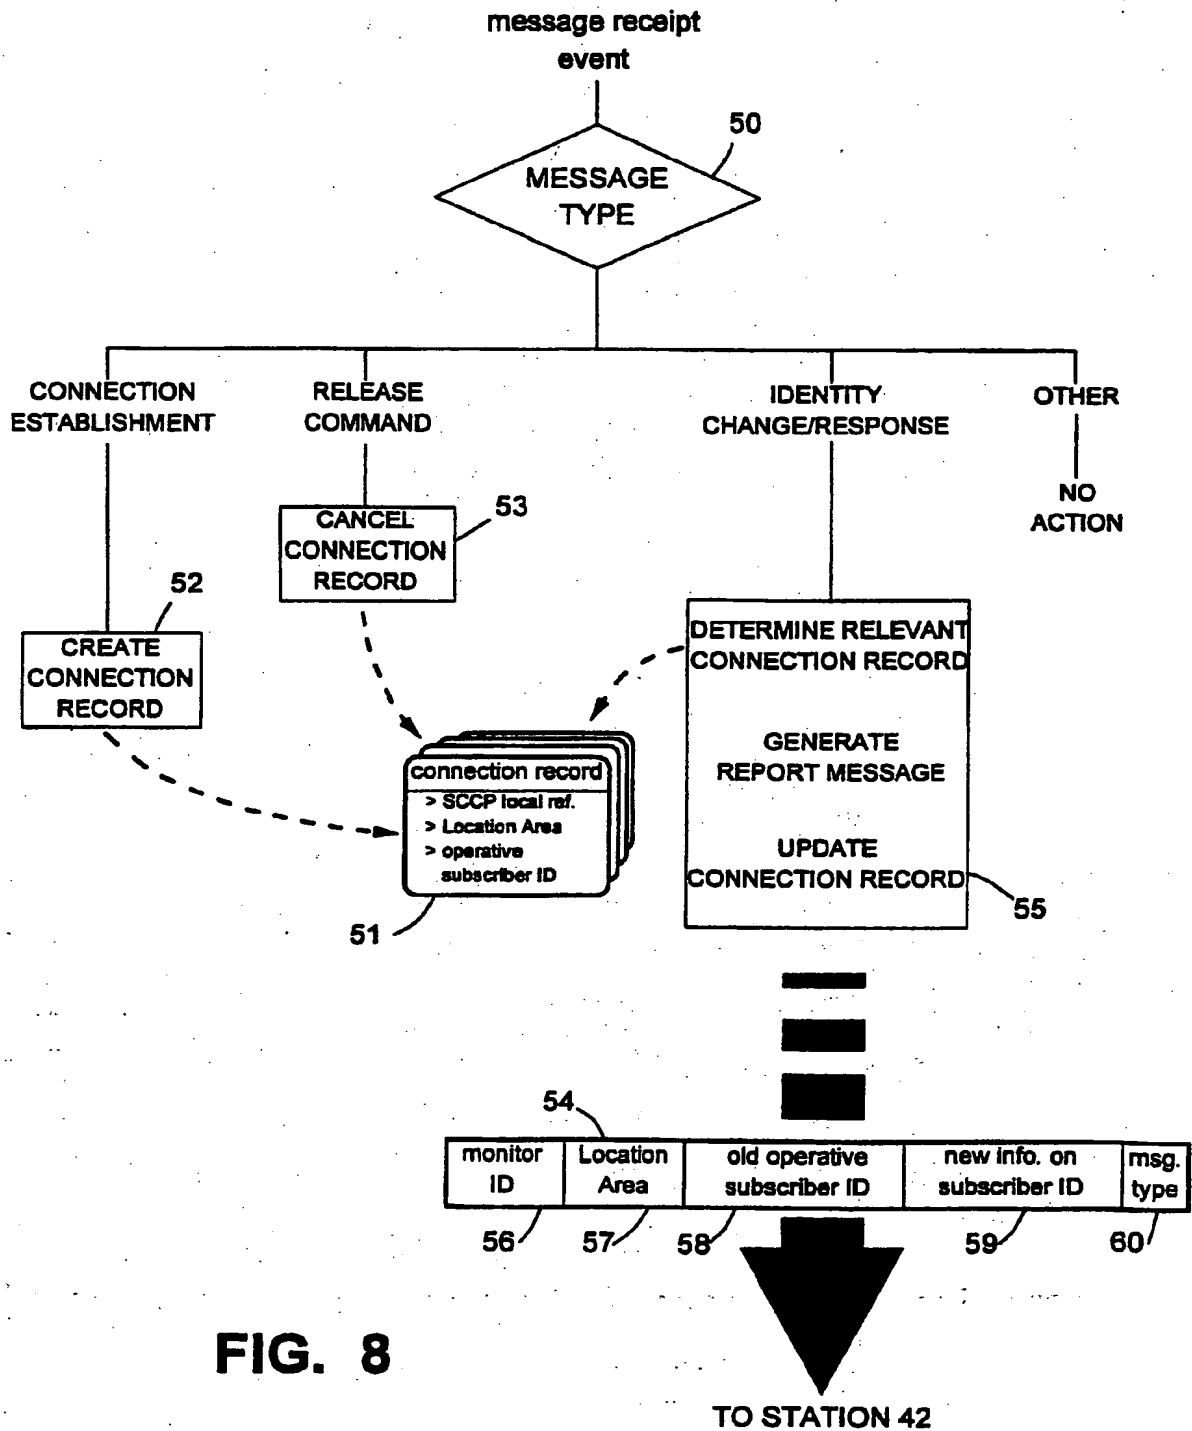 message receipt
event
50
MESSAGE
TYPE
CONNECTION
ESTABLISHMENT
RELEASE
COMMAND
IDENTITY
CHANGE/RESPONSE
OTHER
NO
ACTION
53
CANCEL
CONNECTION
RECORD
52
CREATE
CONNECTION
RECORD
DETERMINE RELEVANT
CONNECTION RECORD
GENERATE
REPORT MESSAGE
UPDATE
CONNECTION RECORD
55
connection record
> SCCP local ref.
> Location Area
> operative
subscriber ID
51
54
monitor
ID
Location
Area
old operative
subscriber ID
new info. on
subscriber ID
msg.
type
56
57
58
59
60
FIG. 8
TO STATION 42